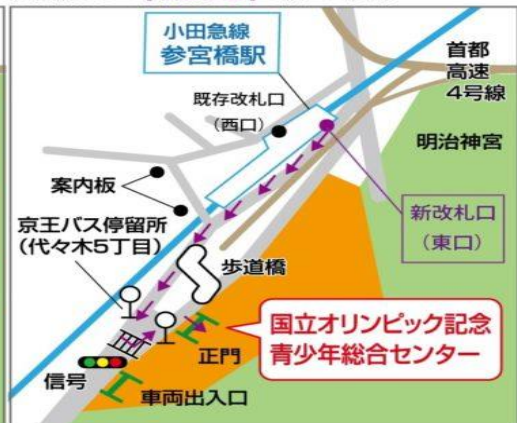 小田急線
参宮橋駅
首都
高速
4号線
既存改札口
(西口)
明治神宮
案内板
新改札口
(東口)
京王バス停留所
(代々木5丁目)
歩道橋
国立オリンピック記念
青少年総合センター
正門
信号
車両出入口